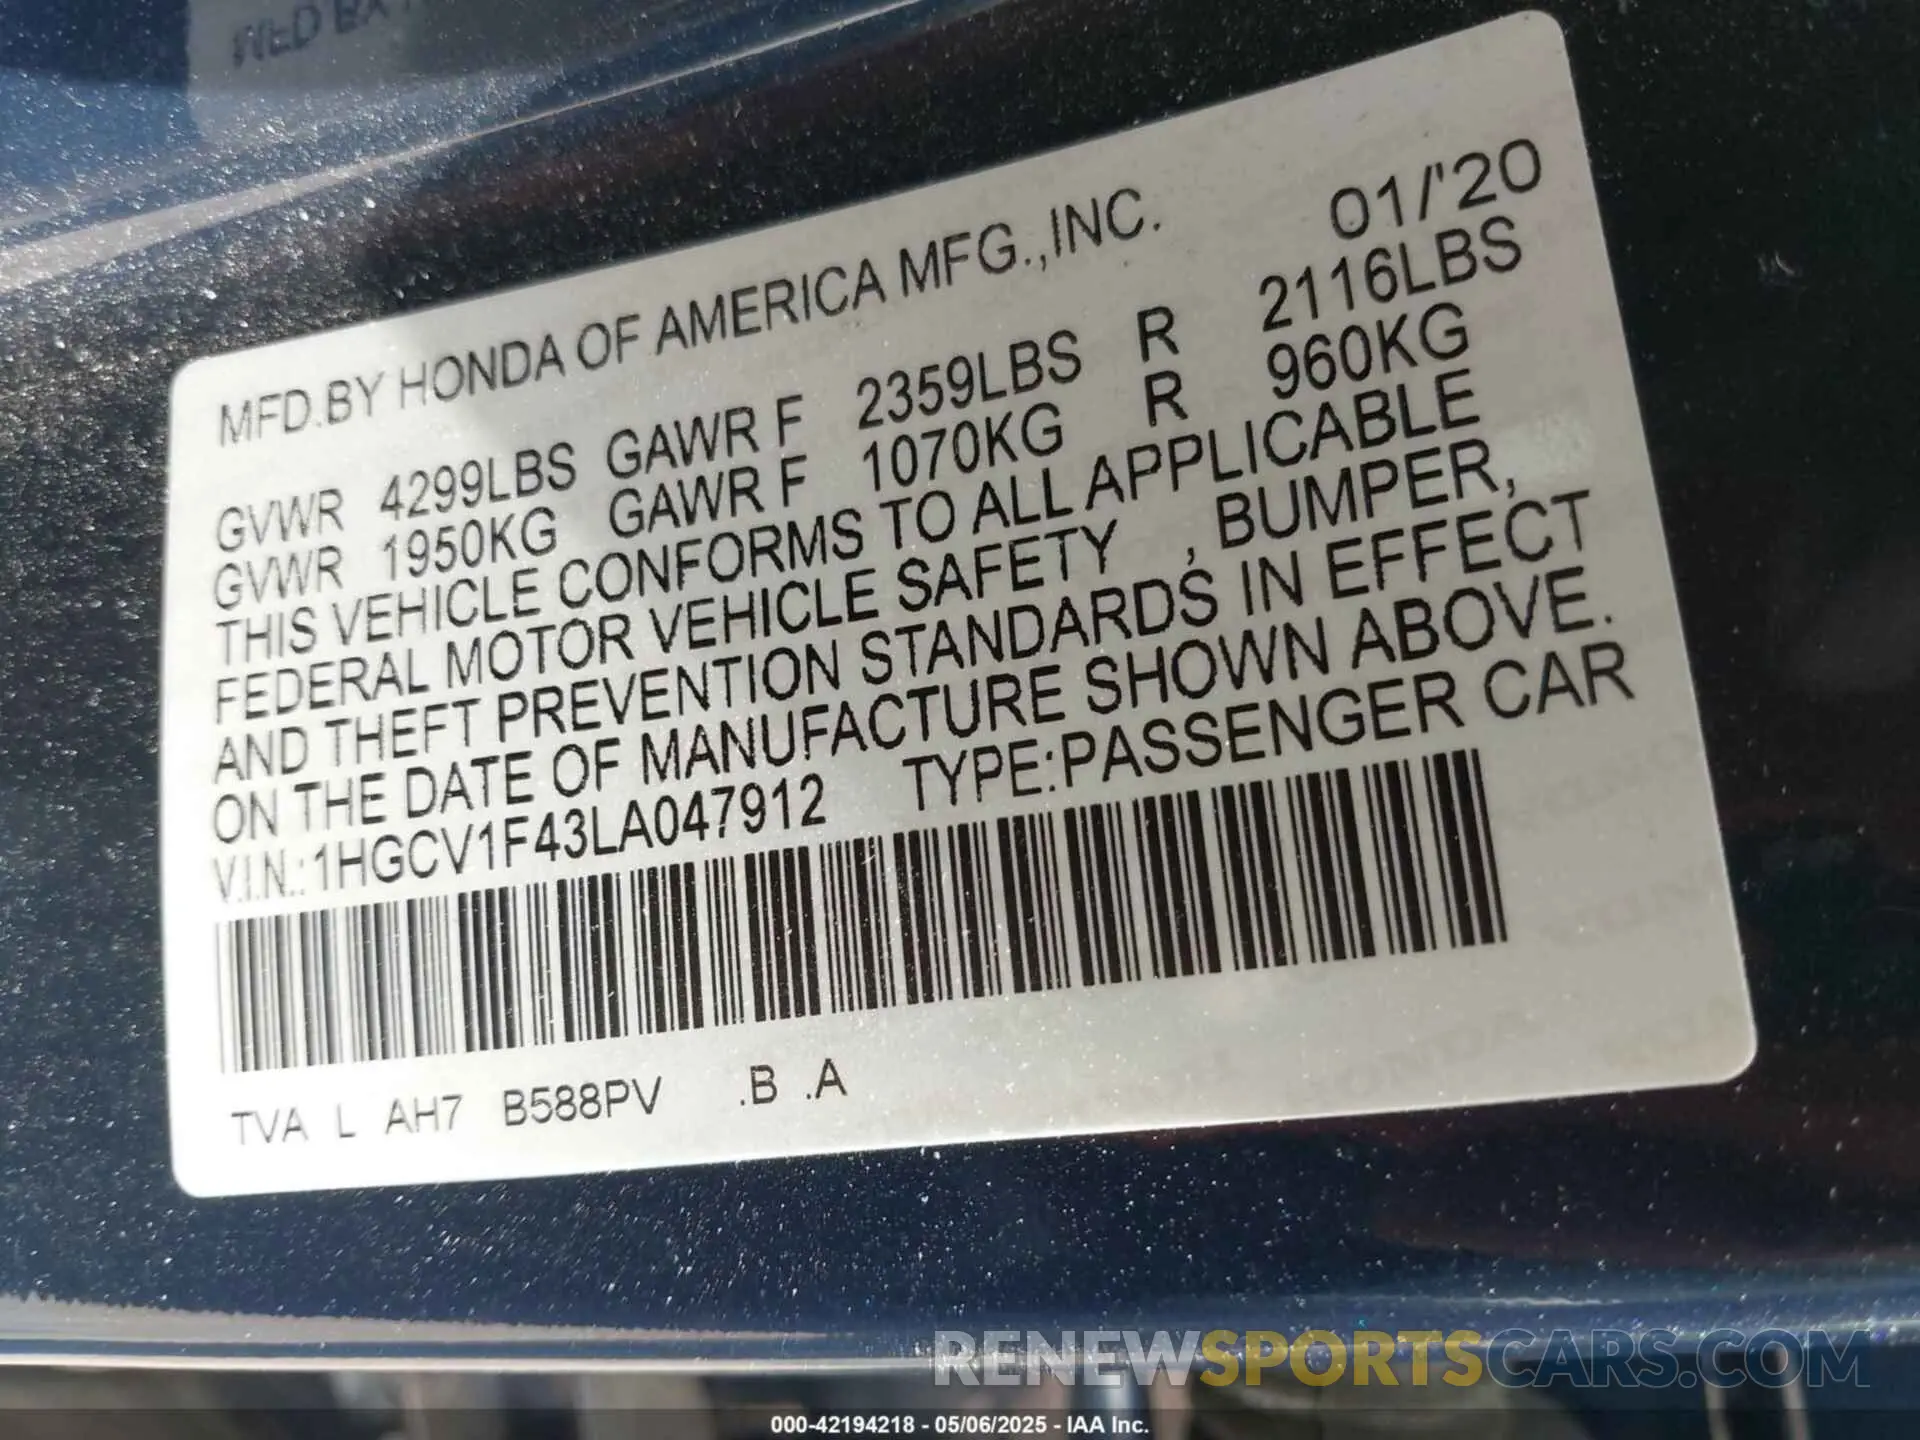 MFD.BY HONDA OF AMERICA MFG.,INC. 01/'20
GVWR 4299LBS GAWR F 2359LBS R 2116LBS
GVWR 1950KG GAWR F 1070KG R 960KG
THIS VEHICLE CONFORMS TO ALL APPLICABLE
FEDERAL MOTOR VEHICLE SAFETY , BUMPER,
AND THEFT PREVENTION STANDARDS IN EFFECT
ON THE DATE OF MANUFACTURE SHOWN ABOVE.
V.I.N.:1HGCV1F43LA047912 TYPE:PASSENGER CAR
TVA L AH7 B588PV .B .A
RENEWSPORTSCARS.COM
000-42194218 - 05/06/2025 - IAA Inc.